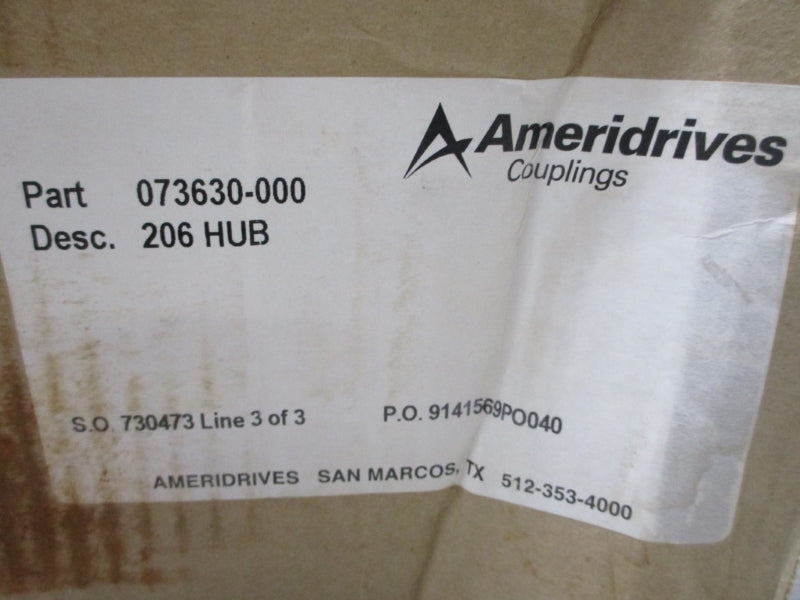 Ameridrives
Couplings
Part 073630-000
Desc. 206 HUB
S.O. 730473 Line 3 of 3 P.O. 9141569PO040
AMERIDRIVES SAN MARCOS, TX 512-353-4000